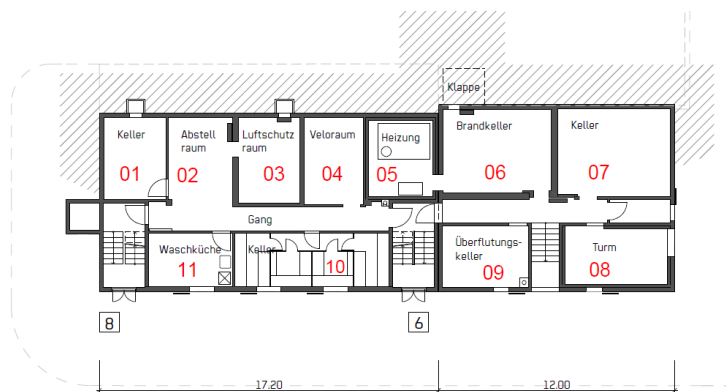 Klappe
Keller
01
Abstell
raum
02
Luftschutz
raum
03
Veloraum
04
Heizung
05
Brandkeller
06
Keller
07
Gang
Waschküche
11
Keller
10
Überflutungs-
keller
09
Turm
08
8
6
17.20
12.00